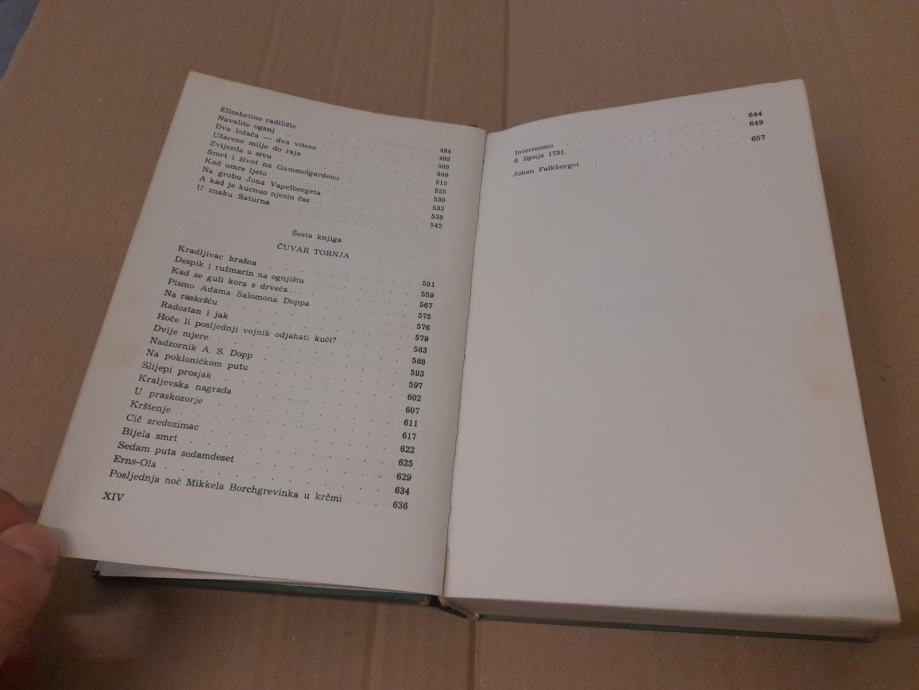 Elizabetino radilište . . . 484
Navalite oganj . . . 493
Dva ložača — dva viteza . . . 505
Užarene milje do raja . . . 509
Zvijezda u srcu . . . 515
Smrt i život na Gammelgardenu . . . 525
Kad umre ljeto . . . 530
Na grobu Jona Vapelbergeta . . . 533
A kad je kucnuo njezin čas... . . . 538
U znaku Saturna . . . 542
Šesta knjiga
ČUVAR TORNJA
Kradljivac brašna . . . 551
Despik i ružmarin na ognjištu . . . 559
Kad se guli kora s drveća... . . . 567
Pismo Adama Salomona Doppa . . . 575
Na raskršću . . . 576
Radostan i jak . . . 579
Hoće li posljednji vojnik odjahati kući? . . . 583
Dvije mjere . . . 588
Nadzornik A. S. Dopp . . . 593
Na pokloničkom putu . . . 597
Slijepi prosjak . . . 602
Kraljevska nagrada . . . 607
U praskozorje . . . 611
Krštenje . . . 617
Cič sredozimac . . . 622
Bijela smrt . . . 625
Sedam puta sedamdeset . . . 629
Erns-Ola . . . 634
Posljednja noć Mikkela Borchgrevinka u krčmi . . . 636
XIV
Intermezzo . . . 644
6. lipnja 1731. . . . 649
Johan Falkberget . . . 657